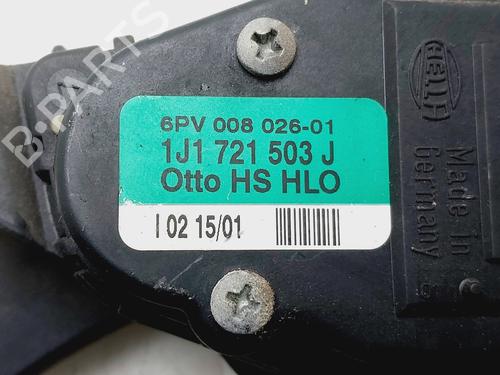 B-PARTS
6PV 008 026-01
1J1 721 503 J
Otto HS HLO
I 02 15/01
HELLA
Made in
Germany